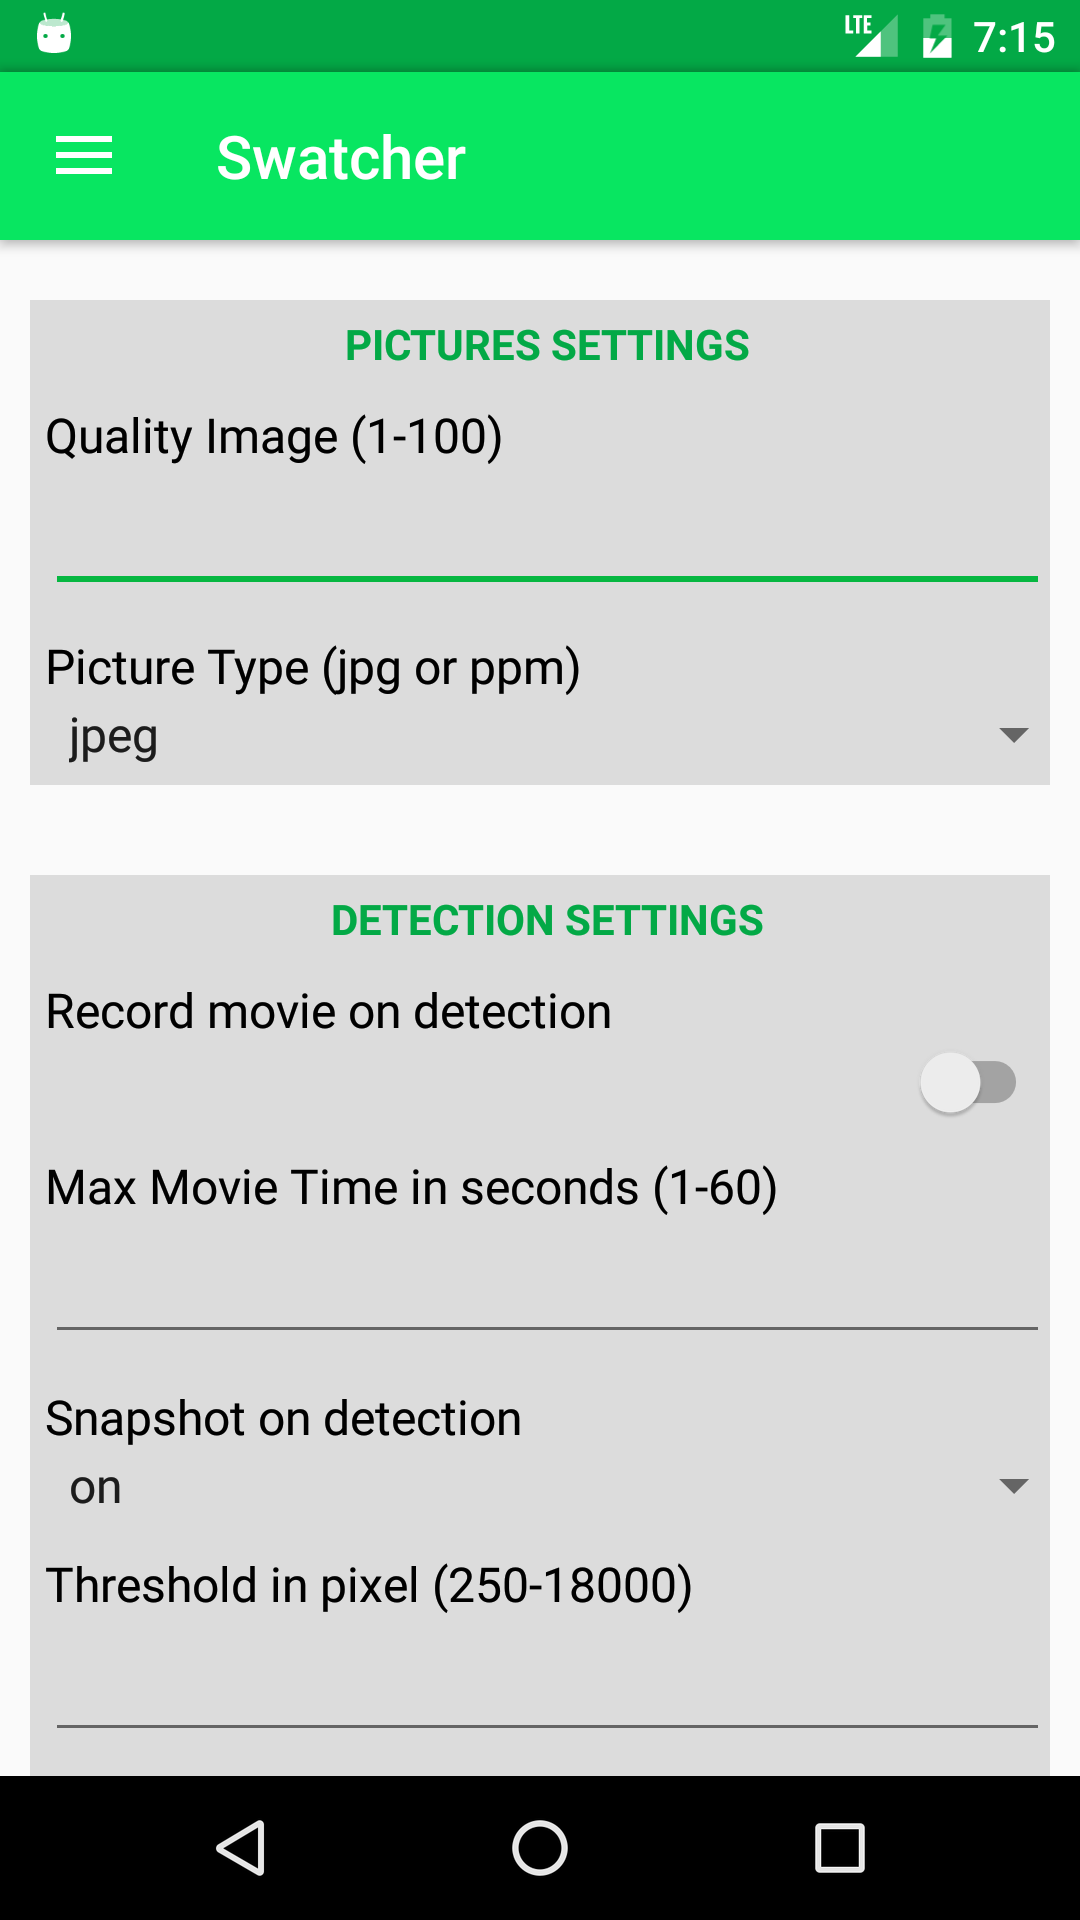 LTE 7:15
Swatcher
PICTURES SETTINGS
Quality Image (1-100)
Picture Type (jpg or ppm)
jpeg
DETECTION SETTINGS
Record movie on detection
Max Movie Time in seconds (1-60)
Snapshot on detection
on
Threshold in pixel (250-18000)